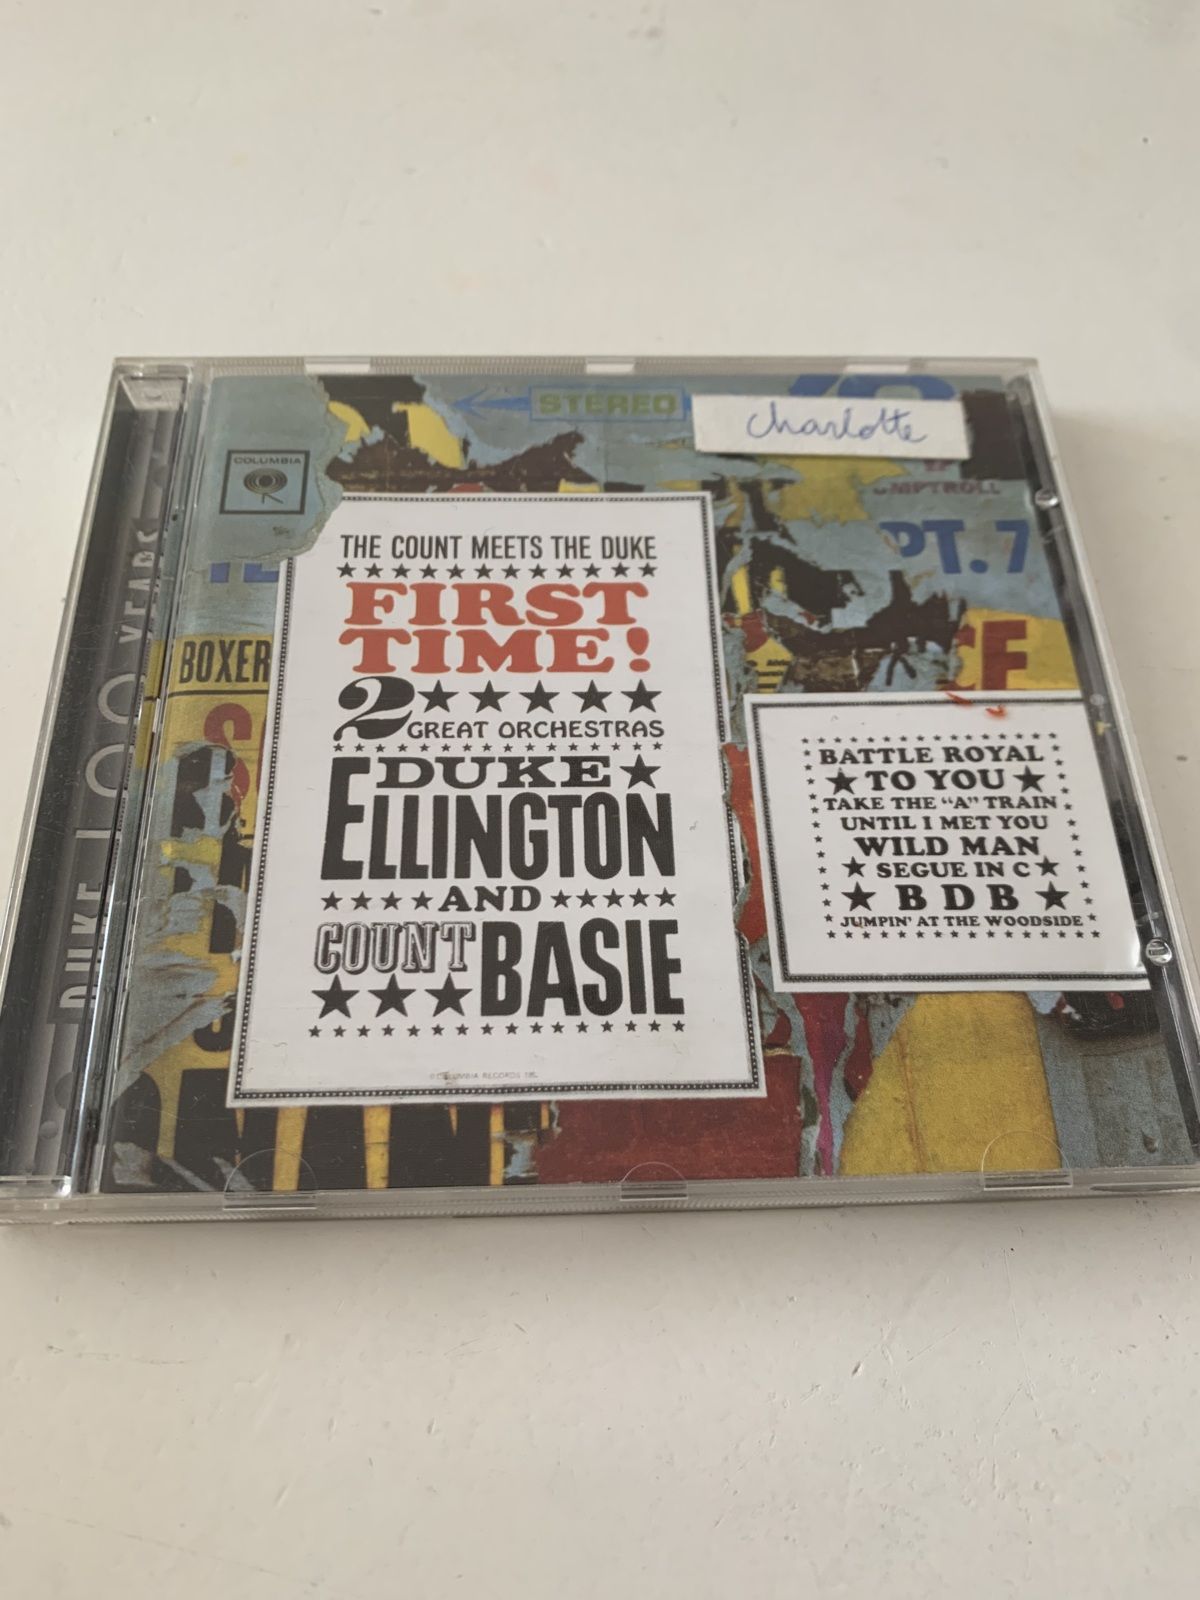 STEREO
charlotte
COLUMBIA
PT. 7
BOXER
THE COUNT MEETS THE DUKE
FIRST
TIME!
2
GREAT ORCHESTRAS
DUKE
ELLINGTON
AND
COUNT BASIE
BATTLE ROYAL
TO YOU
TAKE THE “A” TRAIN
UNTIL I MET YOU
WILD MAN
SEGUE IN C
B D B
JUMPIN' AT THE WOODSIDE
DUKE 100 YEARS